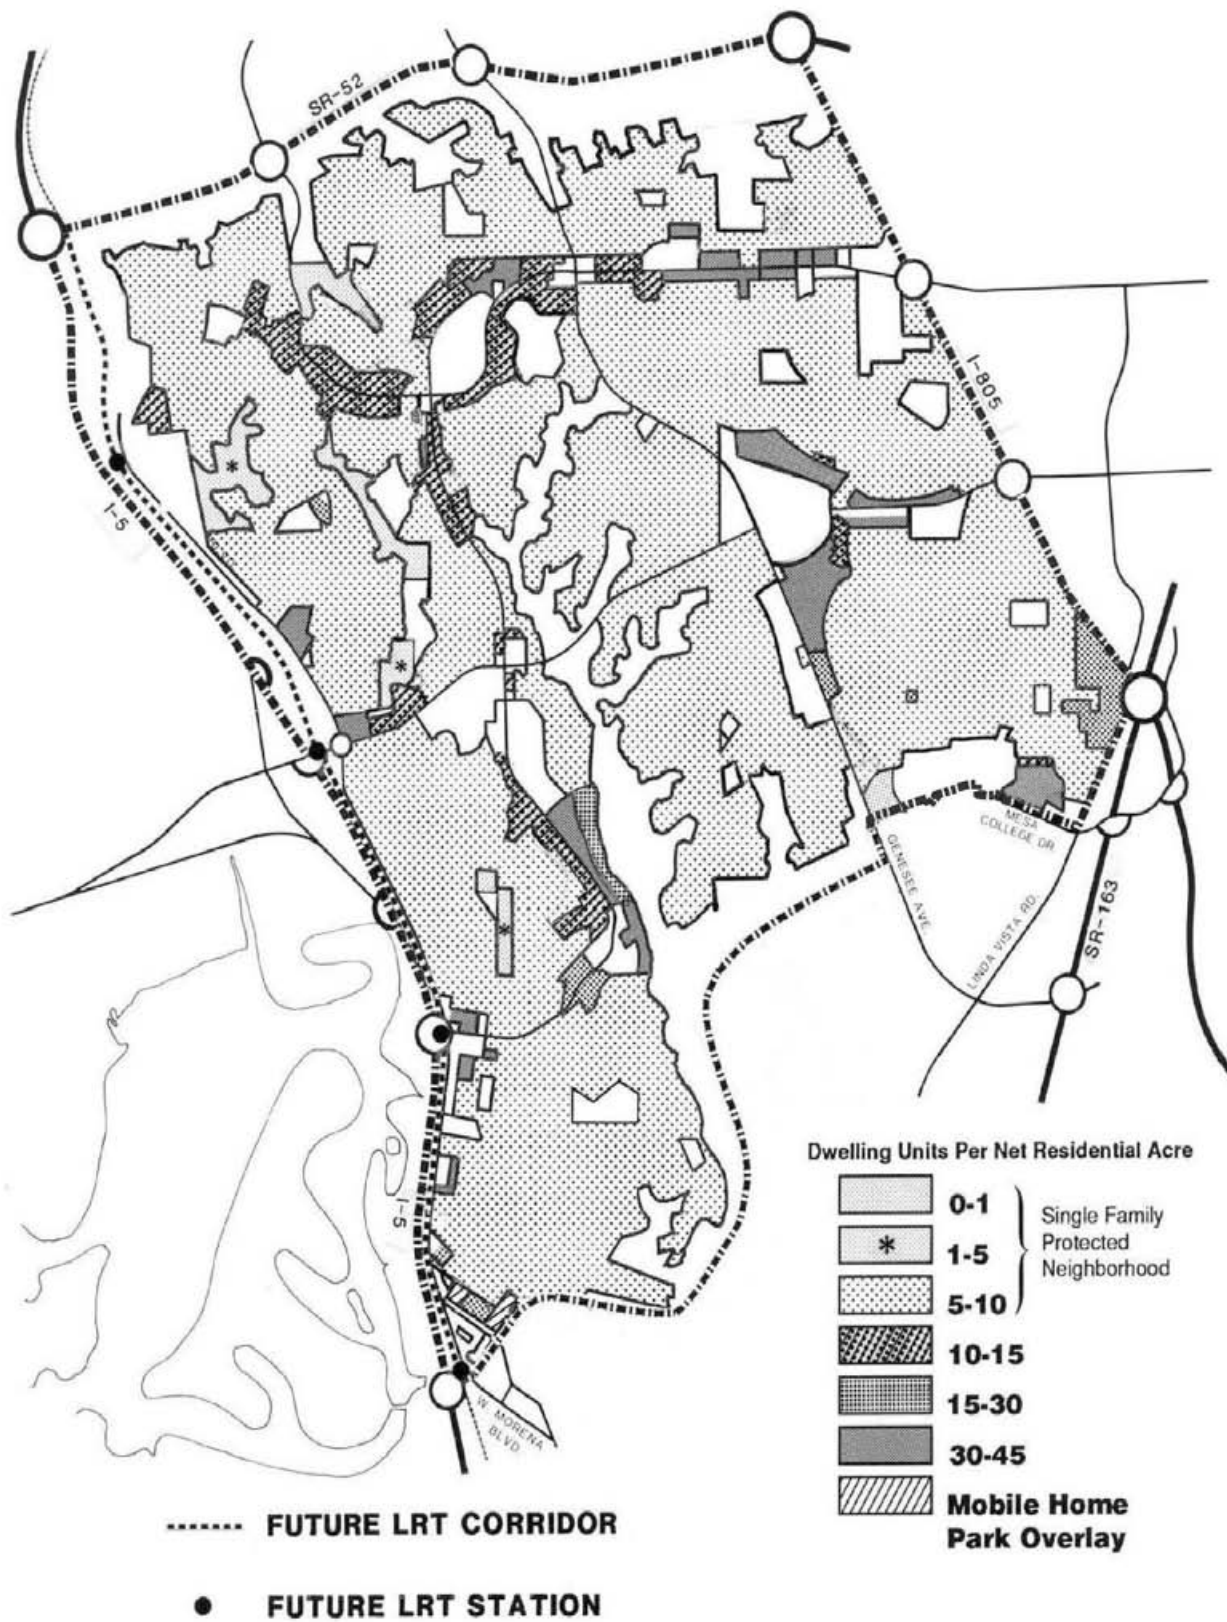 SR-52
I-805
I-5
MESA
COLLEGE DR.
GENESEE AVE.
LINDA VISTA RD.
SR-163
I-5
W. MORENA
BLVD.
Dwelling Units Per Net Residential Acre
0-1
* 1-5
5-10
Single Family
Protected
Neighborhood
10-15
15-30
30-45
Mobile Home
Park Overlay
FUTURE LRT CORRIDOR
FUTURE LRT STATION